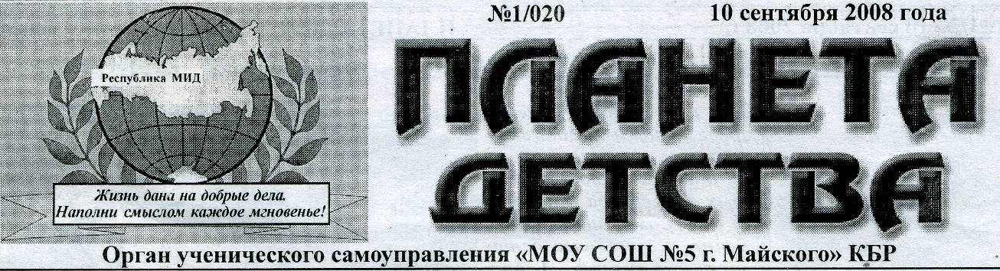 №1/020 10 сентября 2008 года
ПЛАНЕТА
ДЕТСТВА
Республика МИД
Жизнь дана на добрые дела.
Наполни смыслом каждое мгновенье!
Орган ученического самоуправления «МОУ СОШ №5 г. Майского» КБР